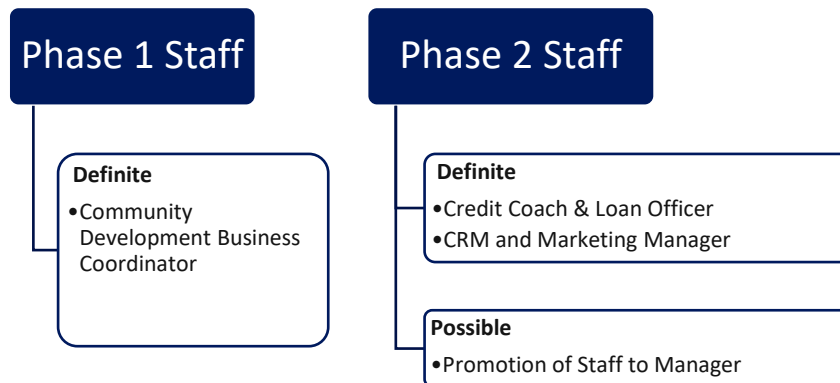 Phase 1 Staff
Definite
•Community
Development Business
Coordinator
Phase 2 Staff
Definite
•Credit Coach & Loan Officer
•CRM and Marketing Manager
Possible
•Promotion of Staff to Manager